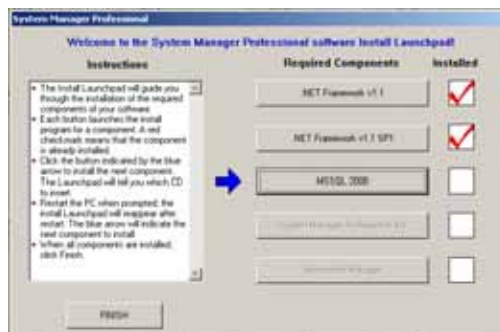 System Manager Professional
Welcome to the System Manager Professional software Install Launchpad!
Instructions
Required Components
Installed
• The Install Launchpad will guide you
through the installation of the required
components of your software.
• Each button launches the install
program for a component. A red
checkmark means that the component
is already installed.
• Click the button indicated by the blue
arrow to install the next component.
The Launchpad will tell you which CD
to insert.
• Restart the PC when prompted; the
install Launchpad will reappear after
restart. The blue arrow will indicate the
next component to install.
• When all components are installed,
click Finish.
.NET Framework v1.1
.NET Framework v1.1 SP1
MSSQL 2008
System Manager Professional
FINISH